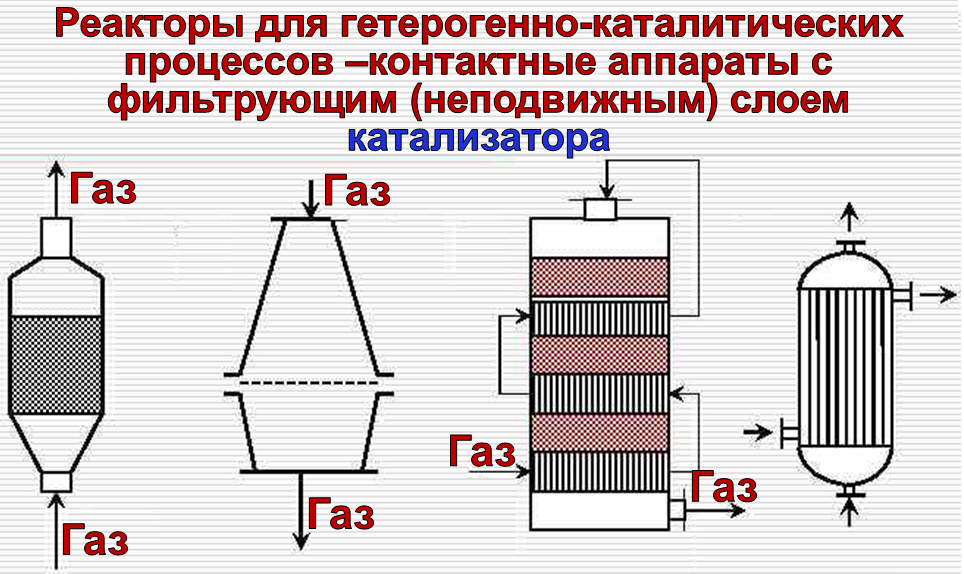 Реакторы для гетерогенно-каталитических
процессов –контактные аппараты с
фильтрующим (неподвижным) слоем
катализатора
Газ
Газ
Газ
Газ
Газ
Газ